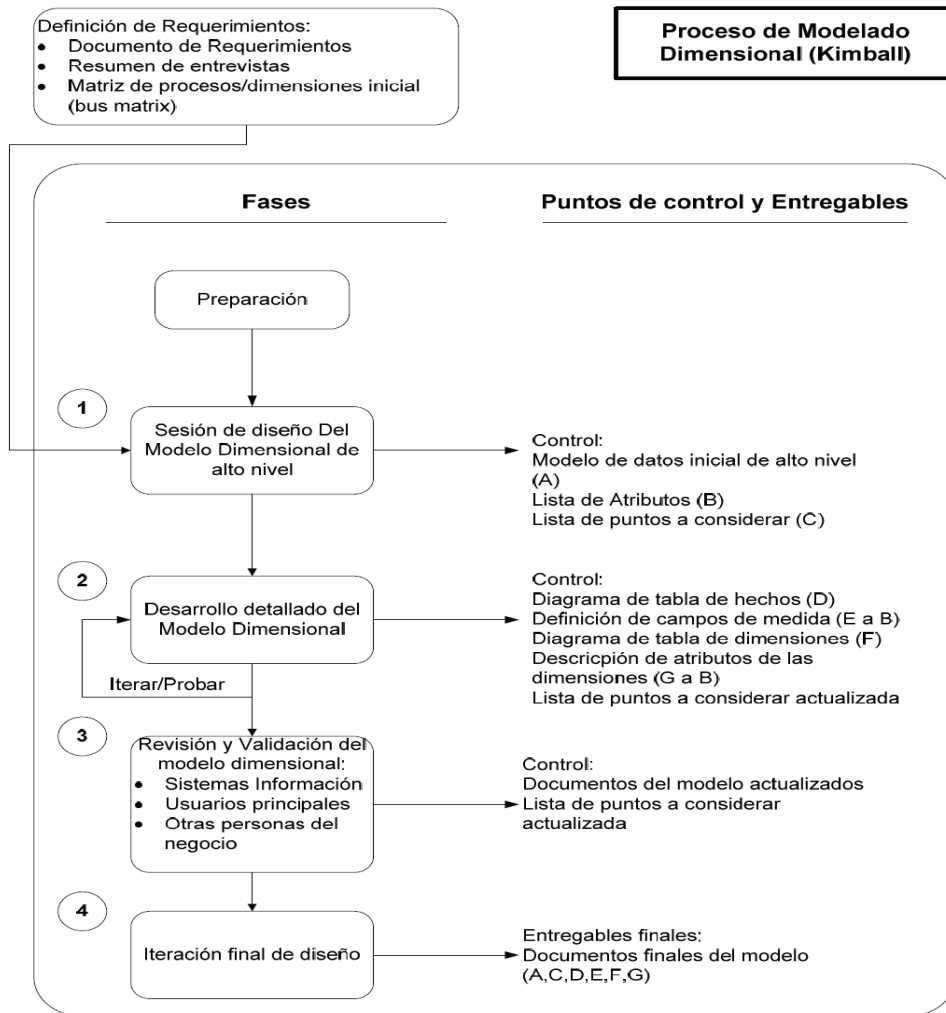 Definición de Requerimientos:
• Documento de Requerimientos
• Resumen de entrevistas
• Matriz de procesos/dimensiones inicial
(bus matrix)
Proceso de Modelado
Dimensional (Kimball)
Fases
Puntos de control y Entregables
Preparación
1
Sesión de diseño Del
Modelo Dimensional de
alto nivel
Control:
Modelo de datos inicial de alto nivel
(A)
Lista de Atributos (B)
Lista de puntos a considerar (C)
2
Desarrollo detallado del
Modelo Dimensional
Control:
Diagrama de tabla de hechos (D)
Definición de campos de medida (E a B)
Diagrama de tabla de dimensiones (F)
Descripción de atributos de las
dimensiones (G a B)
Lista de puntos a considerar actualizada
Iterar/Probar
3
Revisión y Validación del
modelo dimensional:
• Sistemas Información
• Usuarios principales
• Otras personas del
negocio
Control:
Documentos del modelo actualizados
Lista de puntos a considerar
actualizada
4
Iteración final de diseño
Entregables finales:
Documentos finales del modelo
(A,C,D,E,F,G)